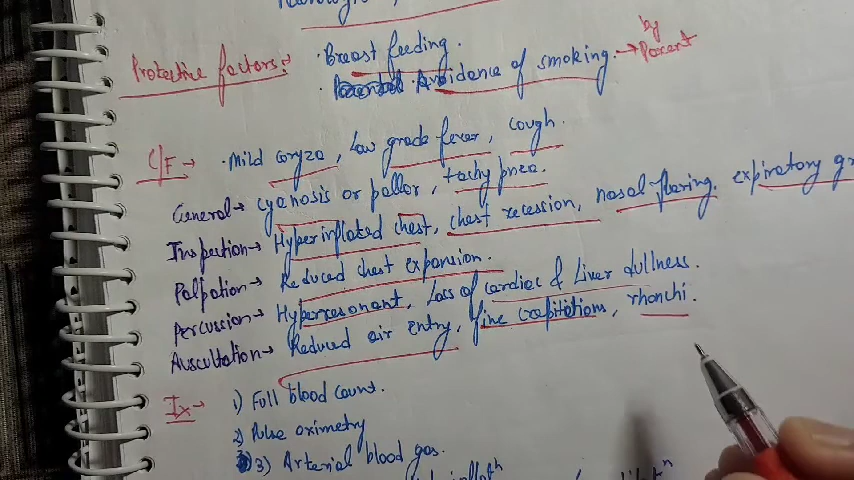 Protective factors:
· Breast feeding.
· Avoidence of smoking. → by Parent
C/F → · Mild coryza, Low grade fever, cough.
General → cyanosis or pallor, tachypnea.
Inspection → Hyperinflated chest, chest recession, nasal flaring, expiratory gr
Palpation → Reduced chest expansion.
Percussion → Hyperresonant, Loss of cardiac & Liver dullness.
Auscultation → Reduced air entry, fine crepitations, rhonchi.
Ix → 1) Full blood count.
2) Pulse oximetry
3) Arterial blood gas.